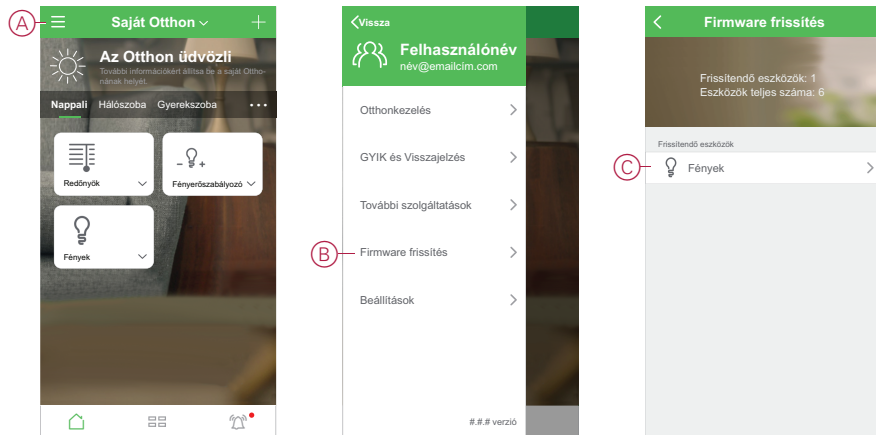 A
Saját Otthon
Az Otthon üdvözli
További információkért állítsa be a saját Ottho-
nának helyét.
Nappali Hálószoba Gyerekszoba
Redőnyök
Fényerőszabályozó
Fények
Vissza
Felhasználónév
név@emailcím.com
Otthonkezelés
GYIK és Visszajelzés
További szolgáltatások
B
Firmware frissítés
Beállítások
#.#.# verzió
Firmware frissítés
Frissítendő eszközök: 1
Eszközök teljes száma: 6
Frissítendő eszközök
C
Fények